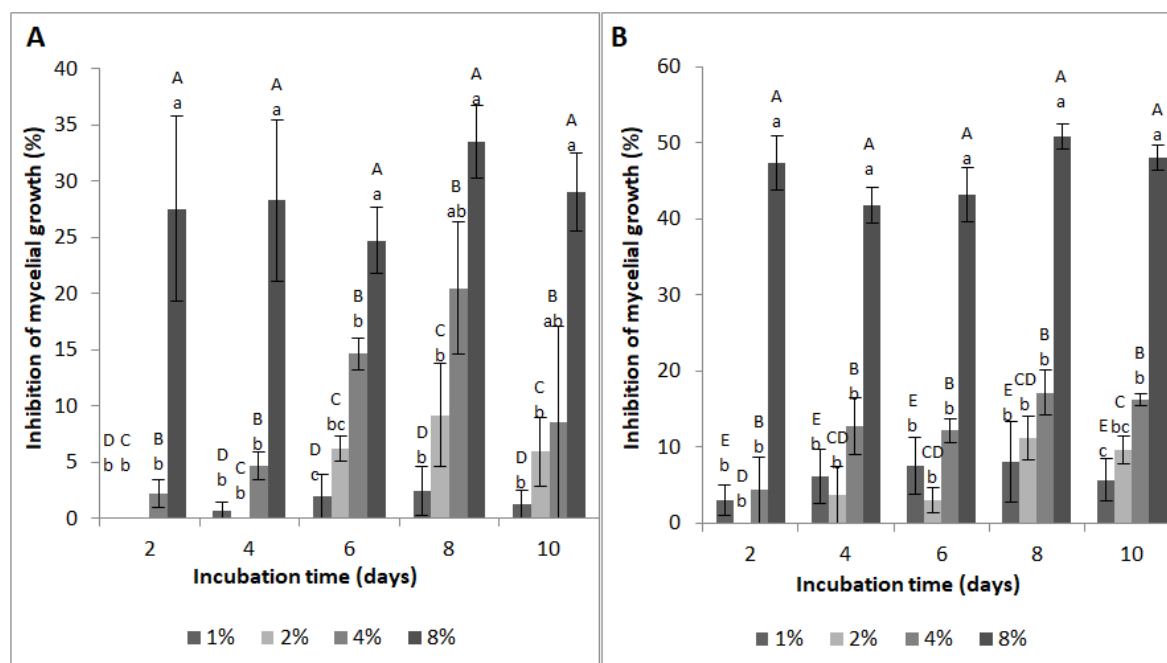 A
Inhibition of mycelial growth (%)
40
35
30
25
20
15
10
5
0
D C
b b
B
b
A
a
D
b
C
b
B
b
A
a
D
c
C
bc
B
b
A
a
D
b
C
b
B
ab
A
a
D
b
C
b
B
ab
A
a
2 4 6 8 10
Incubation time (days)
1% 2% 4% 8%
B
Inhibition of mycelial growth (%)
60
50
40
30
20
10
0
E
b
D
b
B
b
A
a
E
b
CD
b
B
b
A
a
E
b
CD
b
B
b
A
a
E
b
CD
b
B
b
A
a
E
c
C
bc
B
b
A
a
2 4 6 8 10
Incubation time (days)
1% 2% 4% 8%